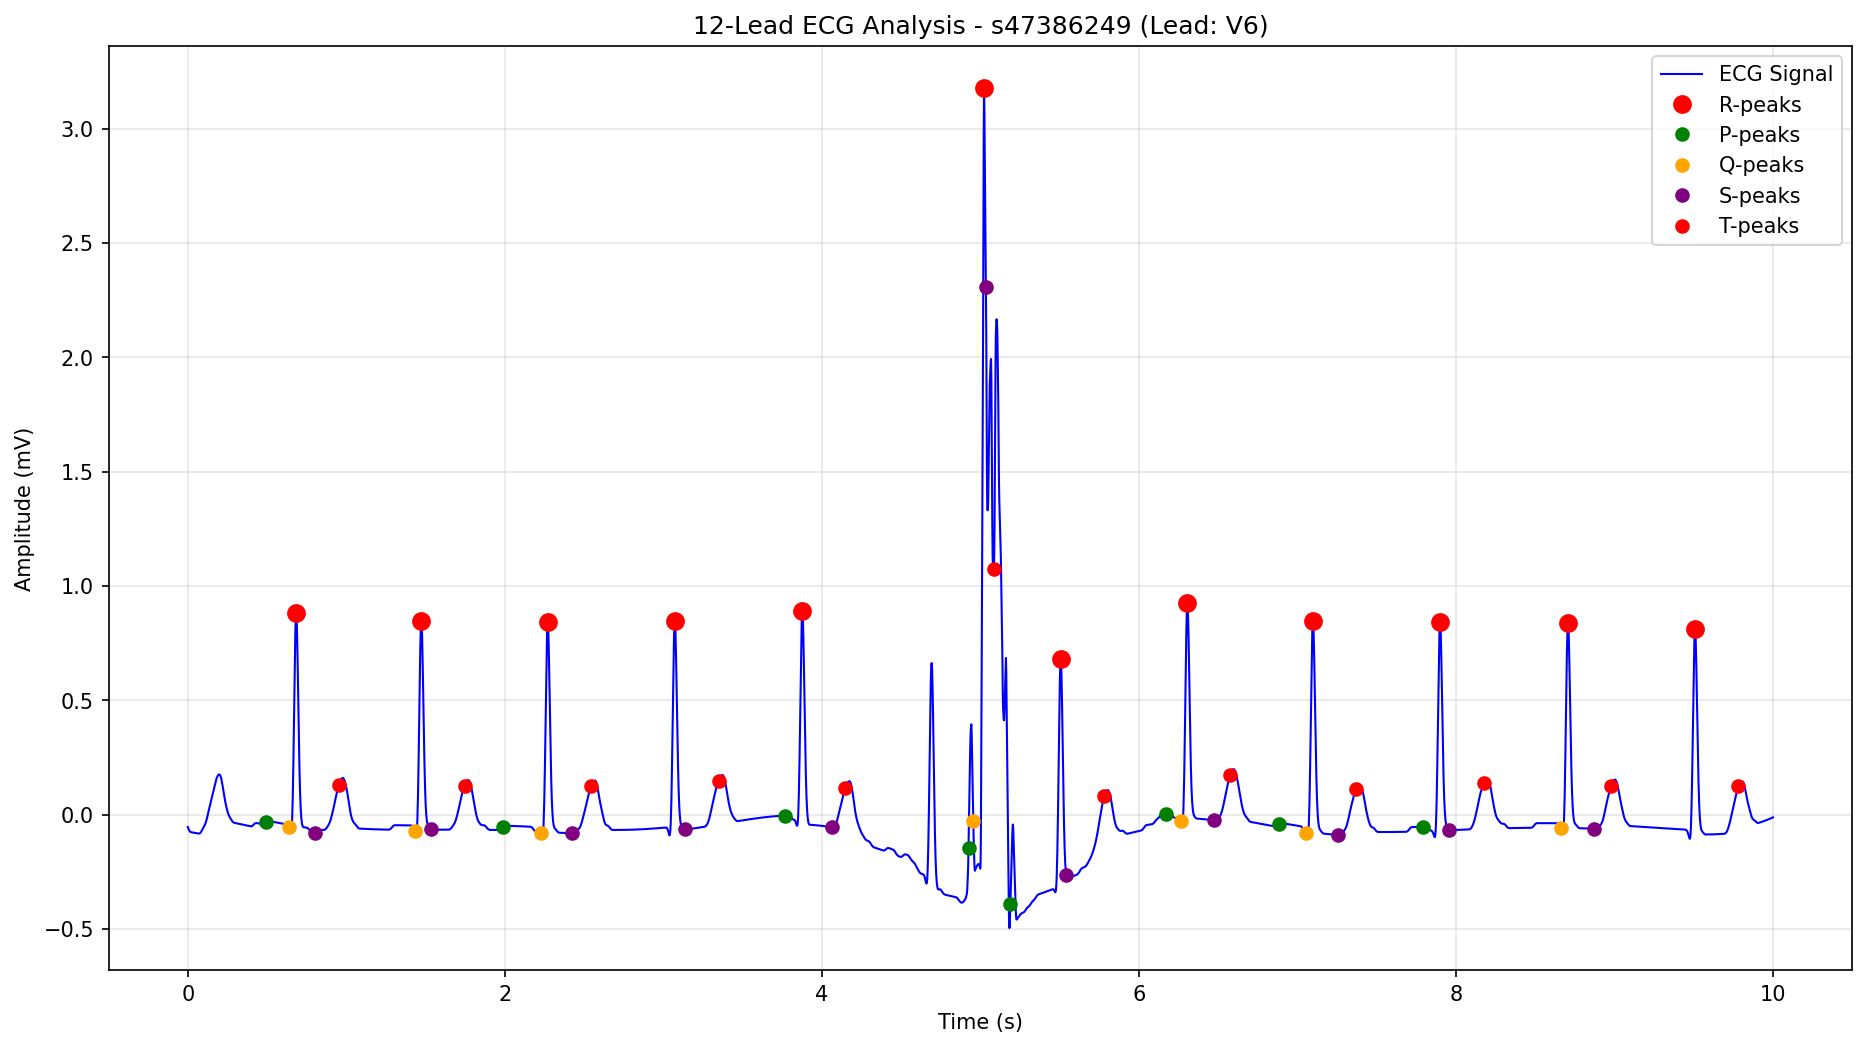 12-Lead ECG Analysis - s47386249 (Lead: V6)
ECG Signal
R-peaks
P-peaks
Q-peaks
S-peaks
T-peaks
Amplitude (mV)
3.0
2.5
2.0
1.5
1.0
0.5
0.0
−0.5
0 2 4 6 8 10
Time (s)